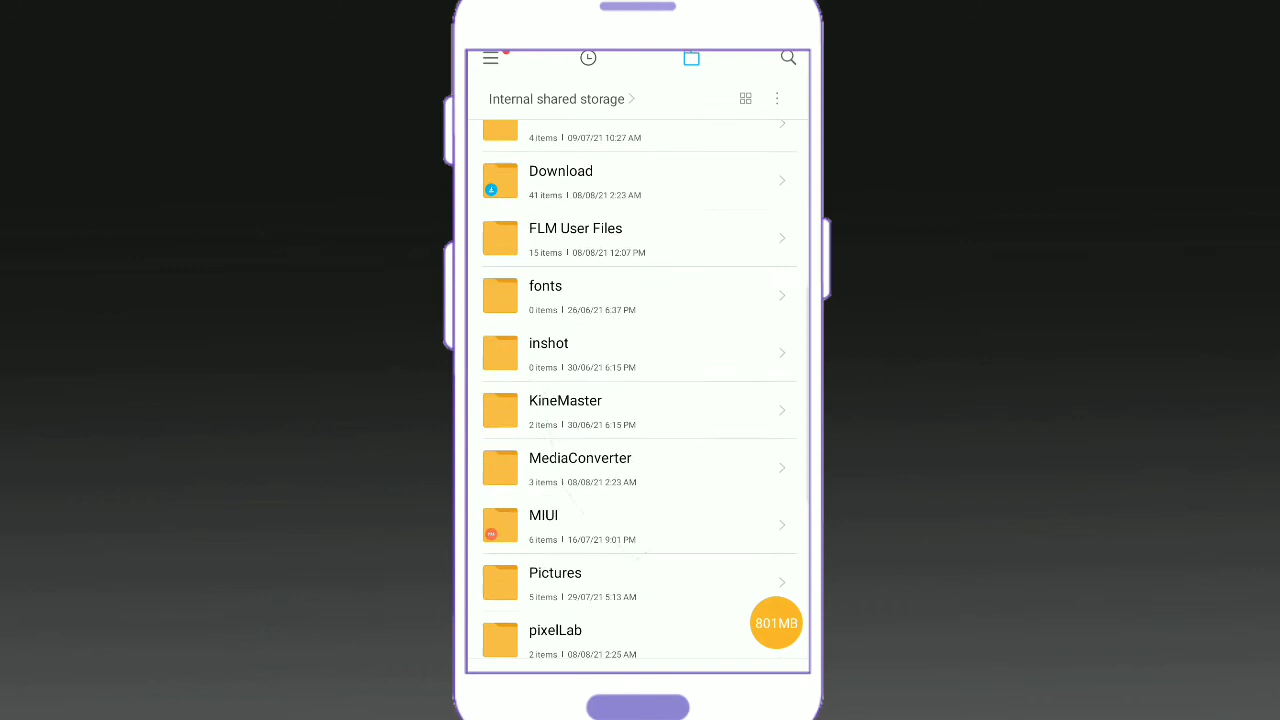 Internal shared storage
4 items | 09/07/21 10:27 AM
Download
41 items | 08/08/21 2:23 AM
FLM User Files
15 items | 08/08/21 12:07 PM
fonts
0 items | 26/06/21 6:37 PM
inshot
0 items | 30/06/21 6:15 PM
KineMaster
2 items | 30/06/21 6:15 PM
MediaConverter
3 items | 08/08/21 2:23 AM
MIUI
6 items | 16/07/21 9:01 PM
Pictures
5 items | 29/07/21 5:13 AM
801MB
pixelLab
2 items | 08/08/21 2:25 AM